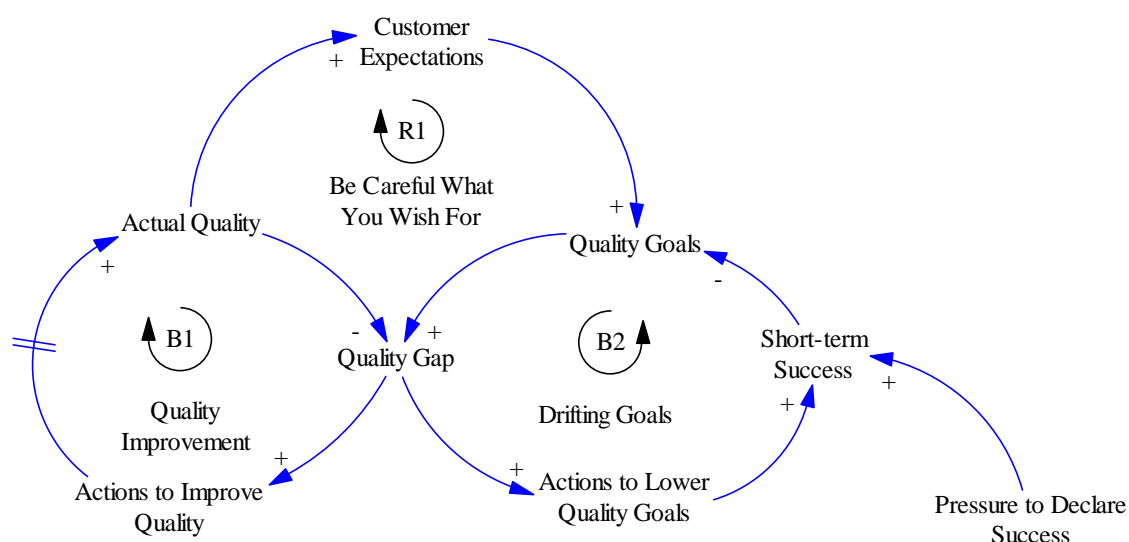 Customer
Expectations
+
R1
Be Careful What
You Wish For
Actual Quality
+
Quality Goals
+
-
B1
-
+
Quality Gap
B2
Short-term
Success
+
+
Quality
Improvement
Drifting Goals
+
+
Actions to Improve
Quality
Actions to Lower
Quality Goals
Pressure to Declare
Success